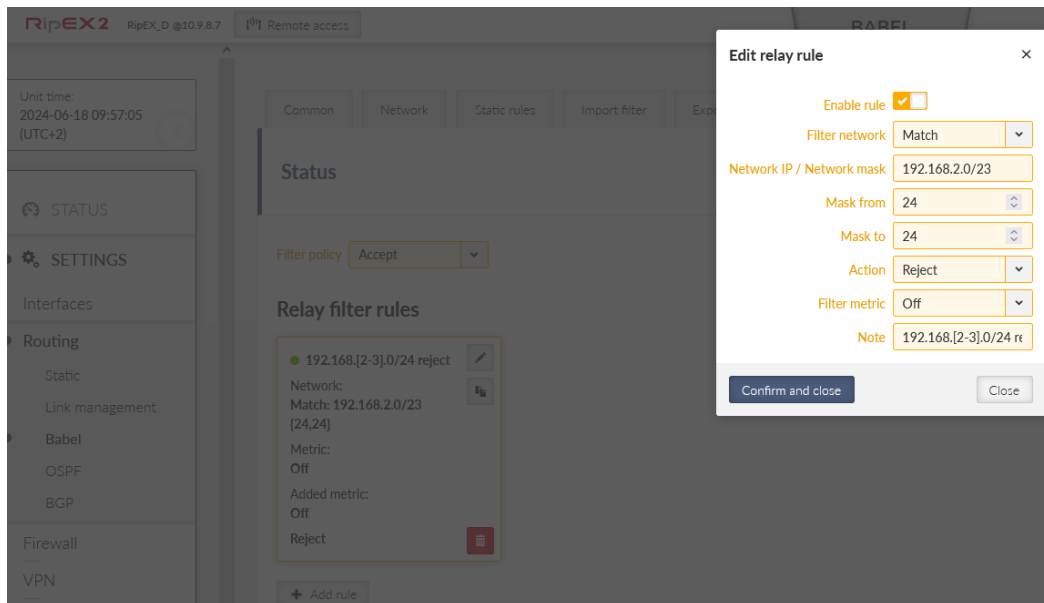 RipEX2 RipEX_D @10.9.8.7 Remote access
BABEL
Unit time:
2024-06-18 09:57:05
(UTC+2)
STATUS
SETTINGS
Interfaces
Routing
Static
Link management
Babel
OSPF
BGP
Firewall
VPN
Common Network Static rules Import filter Expo
Status
Filter policy Accept
Relay filter rules
192.168.[2-3].0/24 reject
Network:
Match: 192.168.2.0/23
[24,24]
Metric:
Off
Added metric:
Off
Reject
+ Add rule
Edit relay rule ×
Enable rule
Filter network Match
Network IP / Network mask 192.168.2.0/23
Mask from 24
Mask to 24
Action Reject
Filter metric Off
Note 192.168.[2-3].0/24 re
Confirm and close Close